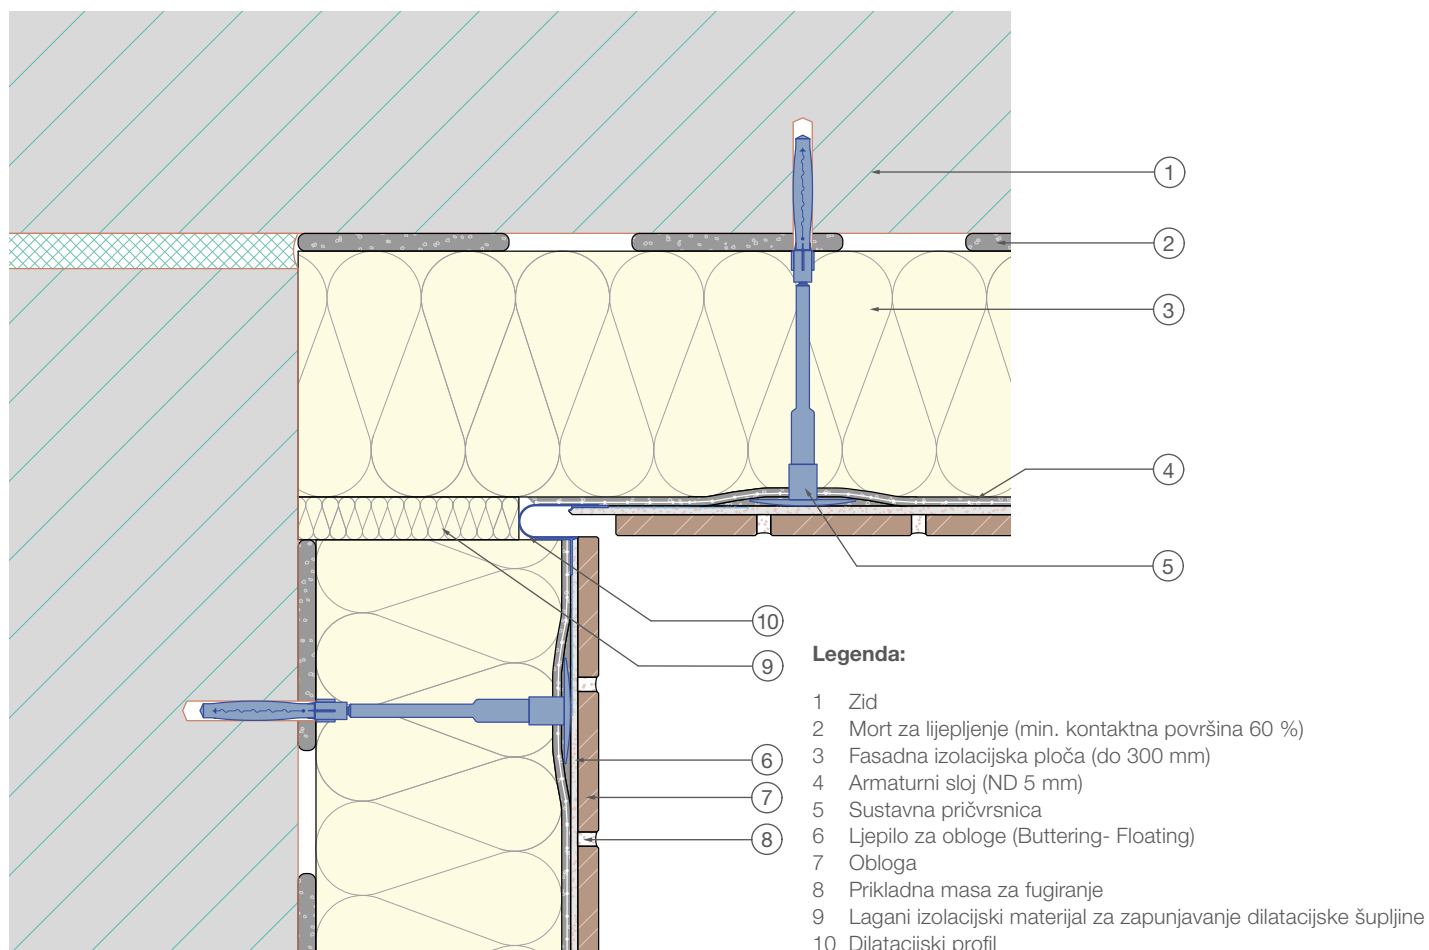 1
2
3
4
5
10
9
6
7
8
Legenda:
1 Zid
2 Mort za lijepljenje (min. kontaktna površina 60 %)
3 Fasadna izolacijska ploča (do 300 mm)
4 Armaturni sloj (ND 5 mm)
5 Sustavna pričvrsnica
6 Ljepilo za obloge (Buttering- Floating)
7 Obloga
8 Prikladna masa za fugiranje
9 Lagani izolacijski materijal za zapunjavanje dilatacijske šupljine
10 Dilatacijski profil